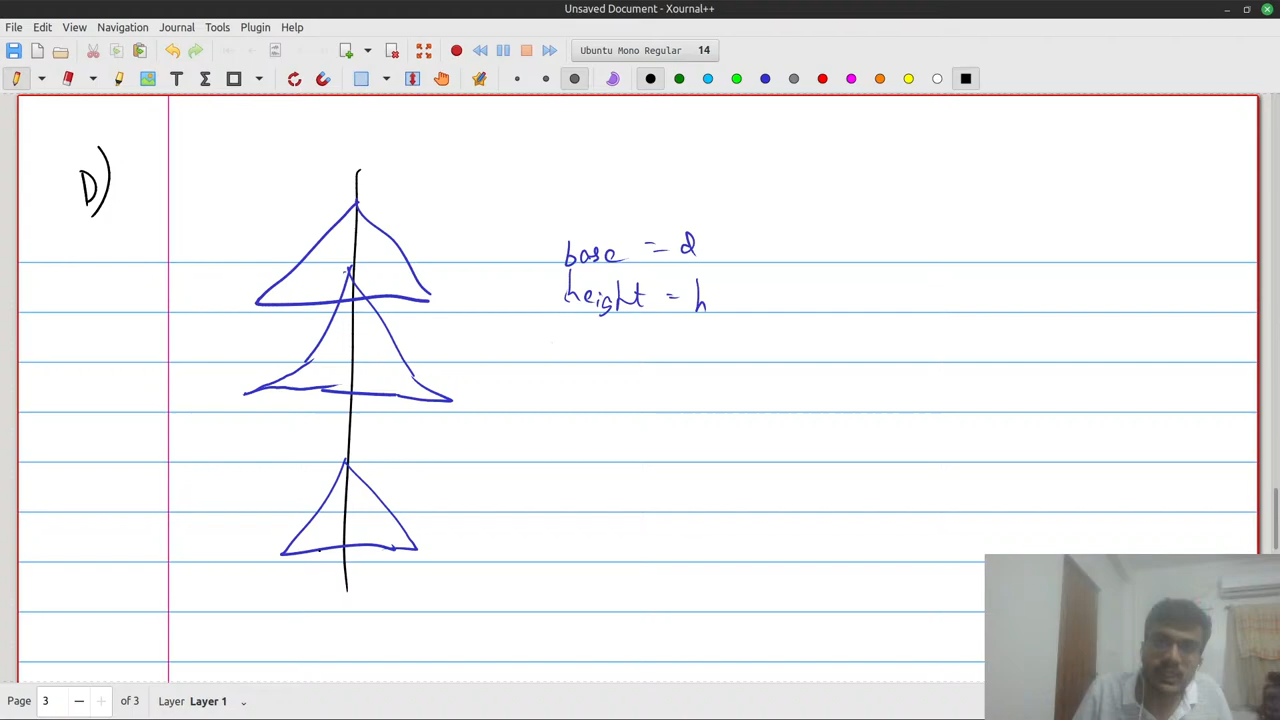 Unsaved Document - Xournal++
File Edit View Navigation Journal Tools Plugin Help
Ubuntu Mono Regular 14
D)
base = d
height = h
Page 3 of 3 Layer Layer 1